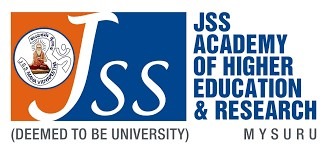 JSS
JSS
ACADEMY
OF HIGHER
EDUCATION
& RESEARCH
(DEEMED TO BE UNIVERSITY)
MYSURU